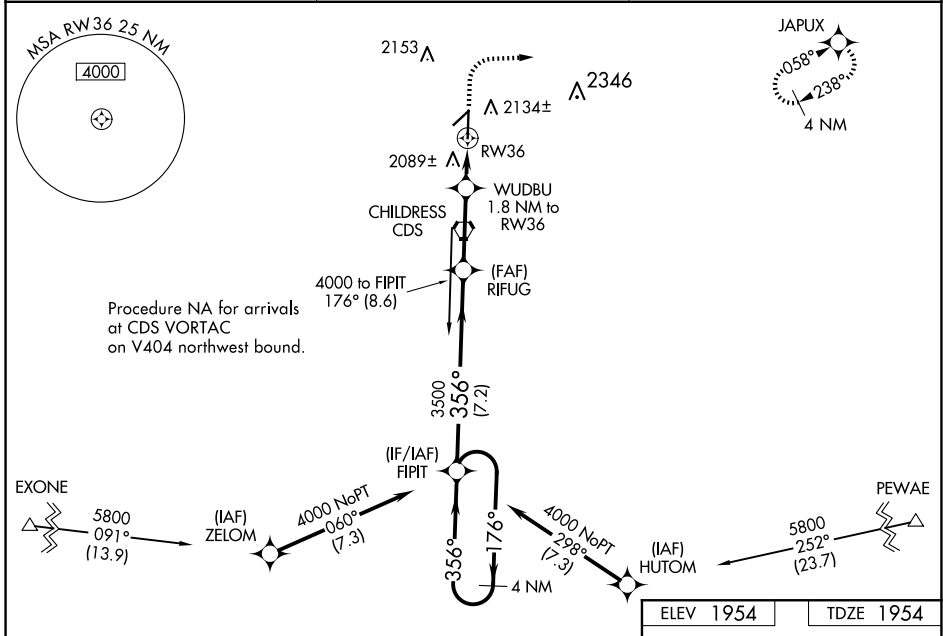 MSA RW36 25 NM
4000
2153
2134±
2346
JAPUX
058°
238°
4 NM
RW36
2089±
WUDBU
1.8 NM to
RW36
CHILDRESS
CDS
(FAF)
RIFUG
4000 to FIPIT
176° (8.6)
Procedure NA for arrivals
at CDS VORTAC
on V404 northwest bound.
3500
356°
(7.2)
(IF/IAF)
FIPIT
EXONE
5800
091°
(13.9)
(IAF)
ZELOM
4000 NoPT
060°
(7.3)
356°
176°
4 NM
4000 NoPT
298°
(7.3)
(IAF)
HUTOM
PEWAE
5800
252°
(23.7)
ELEV 1954
TDZE 1954